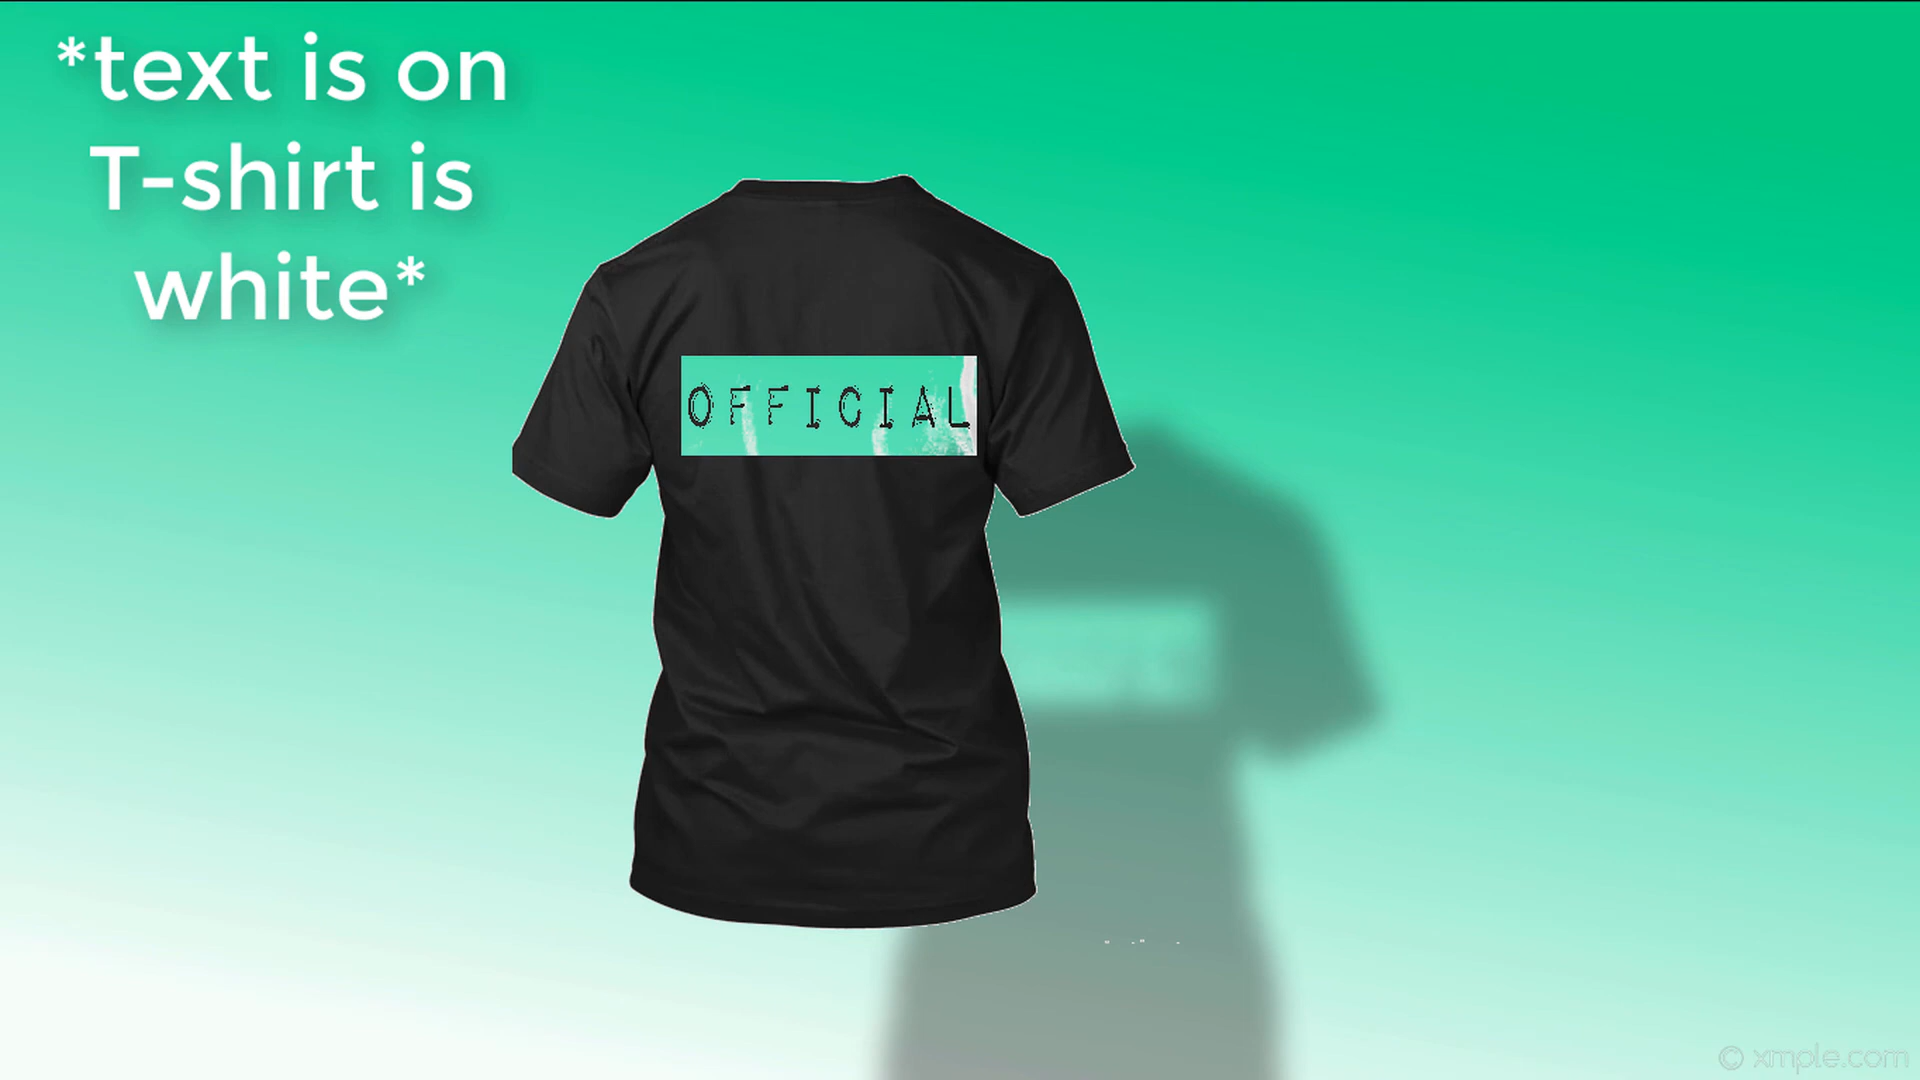 *text is on
T-shirt is
white*
OFFICIAL
© xmple.com